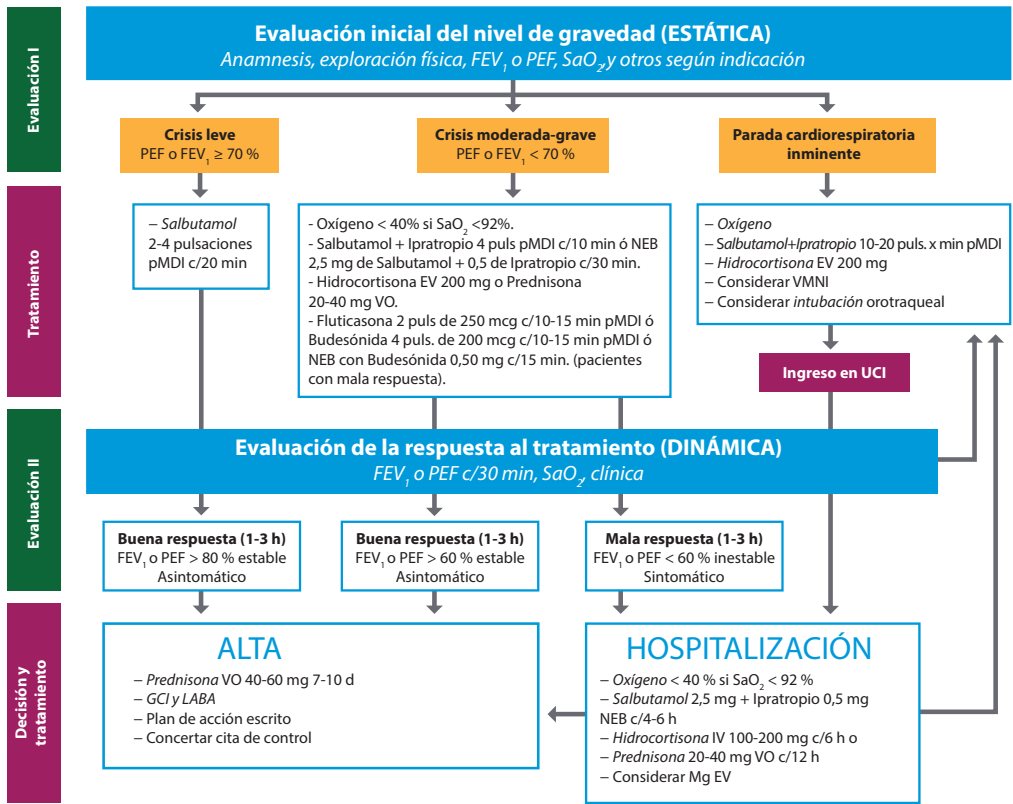 Evaluación I
Evaluación inicial del nivel de gravedad (ESTÁTICA)
Anamnesis, exploración física, FEV₁ o PEF, SaO₂,y otros según indicación
Crisis leve
PEF o FEV₁ ≥ 70 %
Crisis moderada-grave
PEF o FEV₁ < 70 %
Parada cardiorespiratoria
inminente
Tratamiento
– Salbutamol
2-4 pulsaciones
pMDI c/20 min
- Oxígeno < 40% si SaO₂ <92%.
- Salbutamol + Ipratropio 4 puls pMDI c/10 min ó NEB
2,5 mg de Salbutamol + 0,5 de Ipratropio c/30 min.
- Hidrocortisona EV 200 mg o Prednisona
20-40 mg VO.
- Fluticasona 2 puls de 250 mcg c/10-15 min pMDI ó
Budesónida 4 puls. de 200 mcg c/10-15 min pMDI ó
NEB con Budesónida 0,50 mg c/15 min. (pacientes
con mala respuesta).
– Oxígeno
– Salbutamol+Ipratropio 10-20 puls. x min pMDI
– Hidrocortisona EV 200 mg
– Considerar VMNI
– Considerar intubación orotraqueal
Ingreso en UCI
Evaluación II
Evaluación de la respuesta al tratamiento (DINÁMICA)
FEV₁ o PEF c/30 min, SaO₂, clínica
Buena respuesta (1-3 h)
FEV₁ o PEF > 80 % estable
Asintomático
Buena respuesta (1-3 h)
FEV₁ o PEF > 60 % estable
Asintomático
Mala respuesta (1-3 h)
FEV₁ o PEF < 60 % inestable
Sintomático
Decisión y
tratamiento
ALTA
– Prednisona VO 40-60 mg 7-10 d
– GCI y LABA
– Plan de acción escrito
– Concertar cita de control
HOSPITALIZACIÓN
– Oxígeno < 40 % si SaO₂ < 92 %
– Salbutamol 2,5 mg + Ipratropio 0,5 mg
NEB c/4-6 h
– Hidrocortisona IV 100-200 mg c/6 h o
– Prednisona 20-40 mg VO c/12 h
– Considerar Mg EV